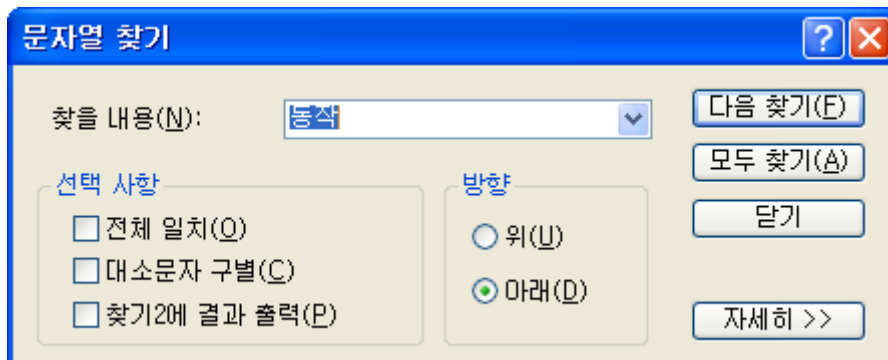 문자열 찾기
찾을 내용(N):
동작
다음 찾기(F)
모두 찾기(A)
닫기
선택 사항
전체 일치(O)
대소문자 구별(C)
찾기2에 결과 출력(P)
방향
위(U)
아래(D)
자세히 >>